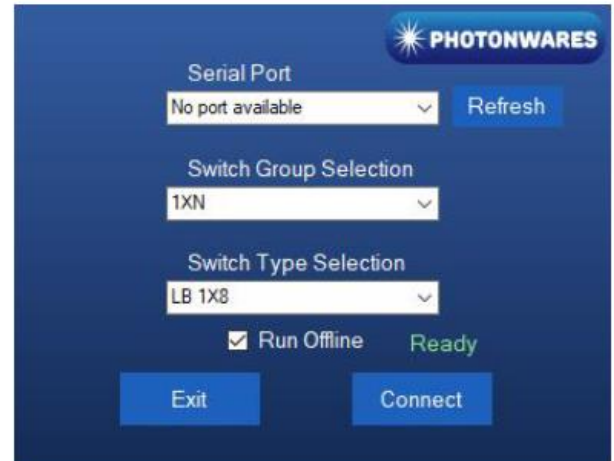 PHOTONWARES
Serial Port
No port available
Refresh
Switch Group Selection
1XN
Switch Type Selection
LB 1X8
Run Offline
Ready
Exit
Connect